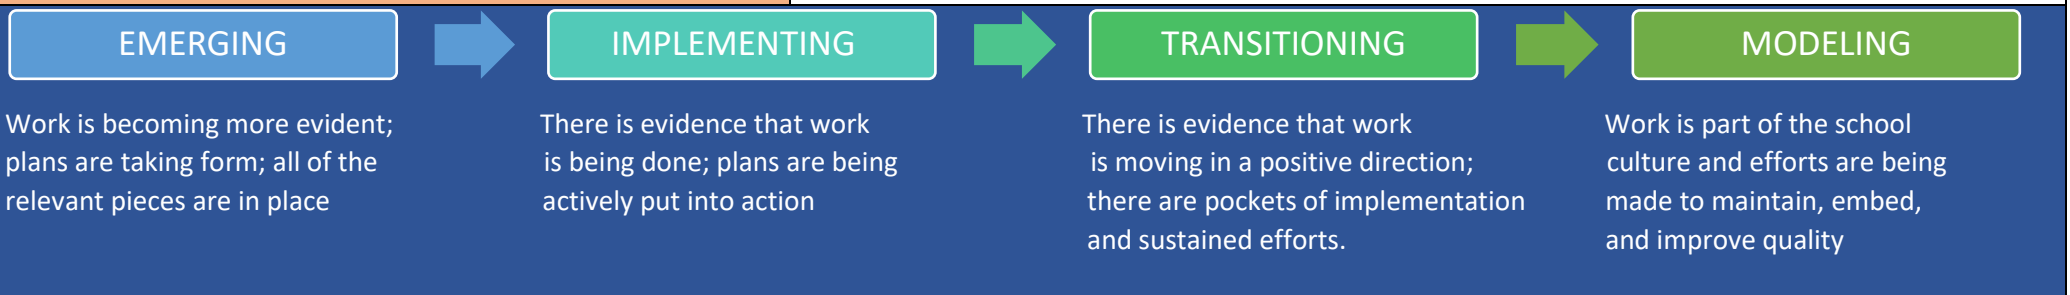 EMERGING
Work is becoming more evident;
plans are taking form; all of the
relevant pieces are in place
IMPLEMENTING
There is evidence that work
is being done; plans are being
actively put into action
TRANSITIONING
There is evidence that work
is moving in a positive direction;
there are pockets of implementation
and sustained efforts.
MODELING
Work is part of the school
culture and efforts are being
made to maintain, embed,
and improve quality